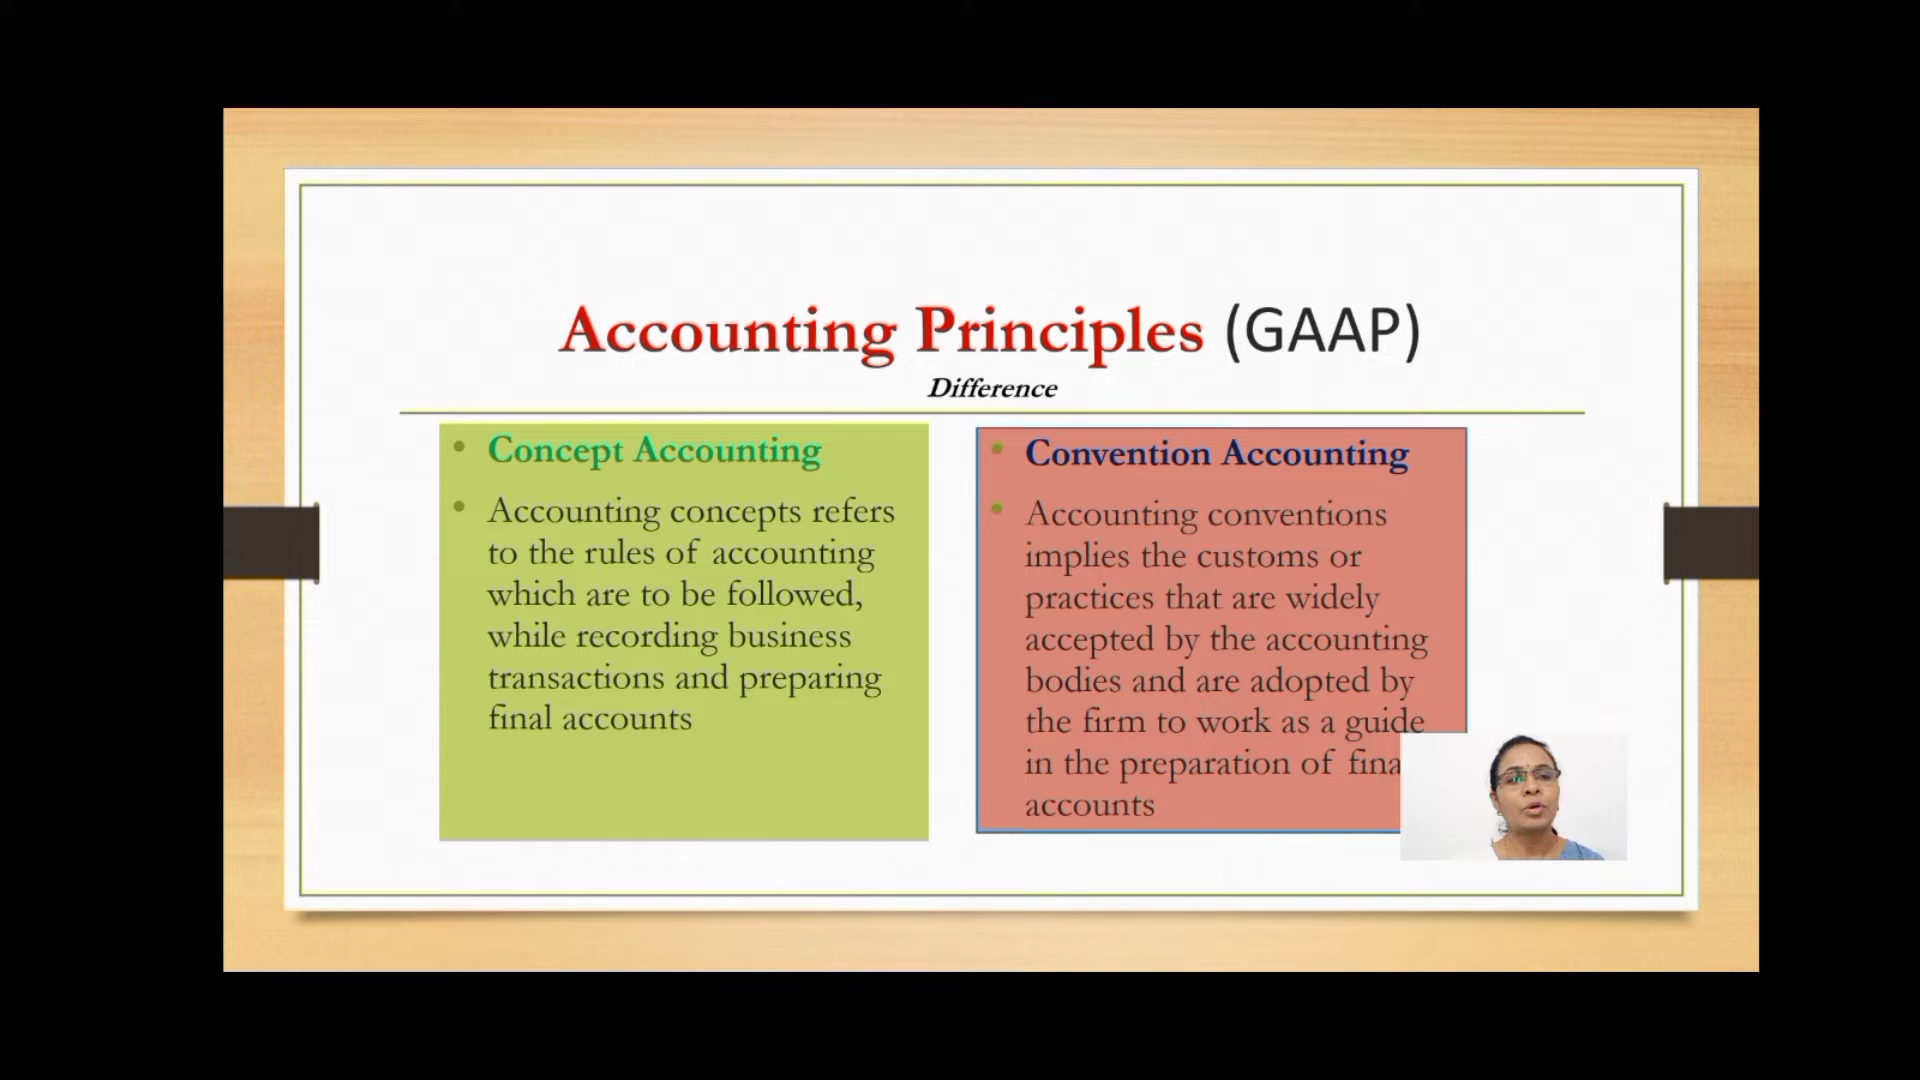 Accounting Principles (GAAP)
Difference
• Concept Accounting
• Accounting concepts refers
to the rules of accounting
which are to be followed,
while recording business
transactions and preparing
final accounts
• Convention Accounting
• Accounting conventions
implies the customs or
practices that are widely
accepted by the accounting
bodies and are adopted by
the firm to work as a guide
in the preparation of fina
accounts